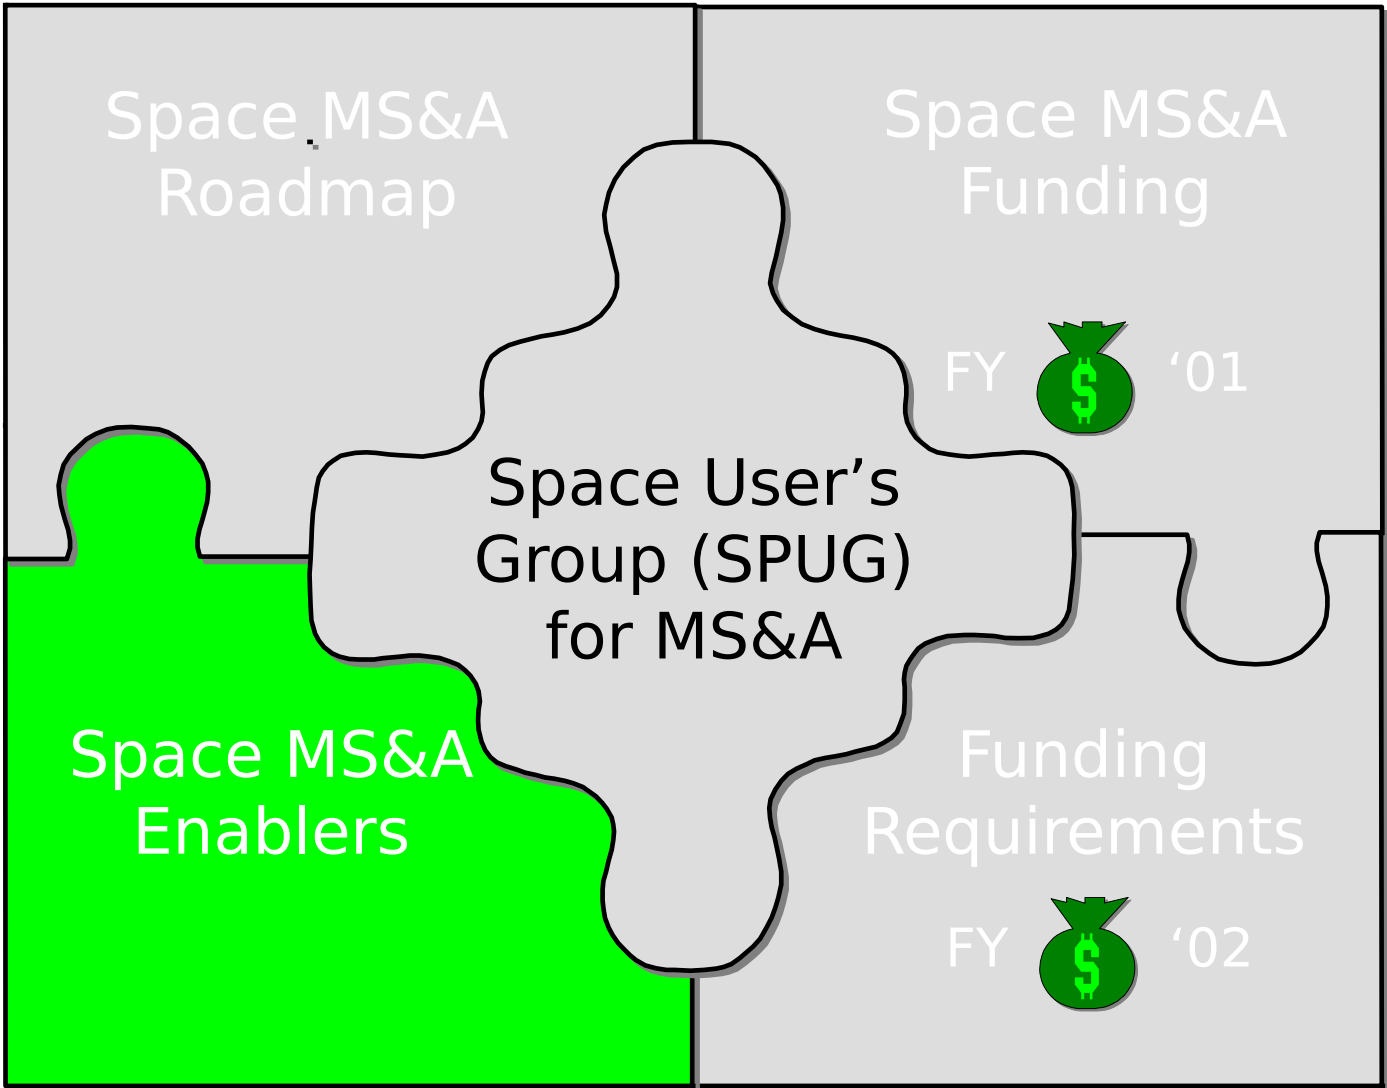 Space MS&A
Roadmap
Space MS&A
Funding
FY $ ‘01
Space User’s
Group (SPUG)
for MS&A
Space MS&A
Enablers
Funding
Requirements
FY $ ‘02